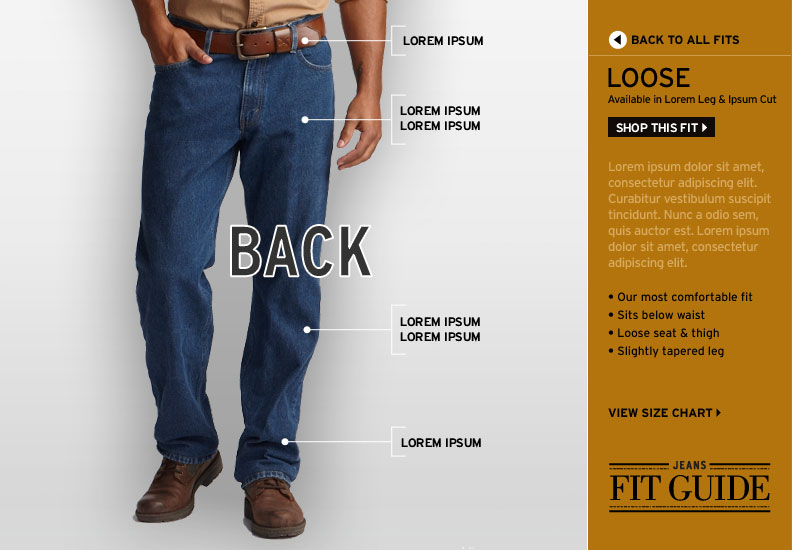 LOREM IPSUM
LOREM IPSUM
LOREM IPSUM
BACK
LOREM IPSUM
LOREM IPSUM
LOREM IPSUM
BACK TO ALL FITS
LOOSE
Available in Lorem Leg & Ipsum Cut
SHOP THIS FIT
Lorem ipsum dolor sit amet,
consectetur adipiscing elit.
Curabitur vestibulum suscipit
tincidunt. Nunc a odio sem,
quis auctor est. Lorem ipsum
dolor sit amet, consectetur
adipiscing elit.
• Our most comfortable fit
• Sits below waist
• Loose seat & thigh
• Slightly tapered leg
VIEW SIZE CHART
JEANS
FIT GUIDE